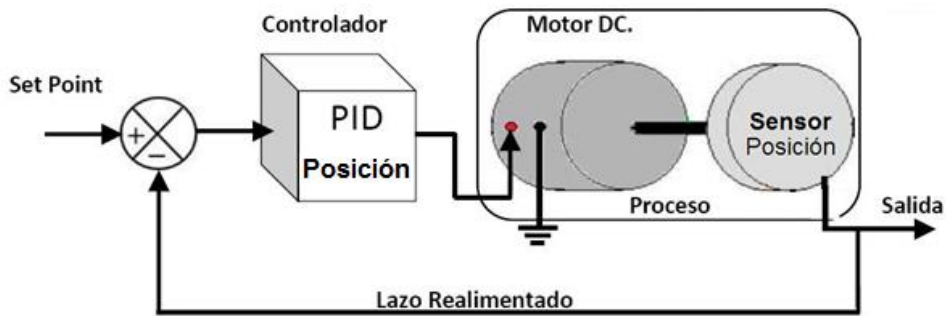 Controlador
Motor DC.
Set Point
+
−
PID
Posición
Sensor
Posición
Proceso
Salida
Lazo Realimentado